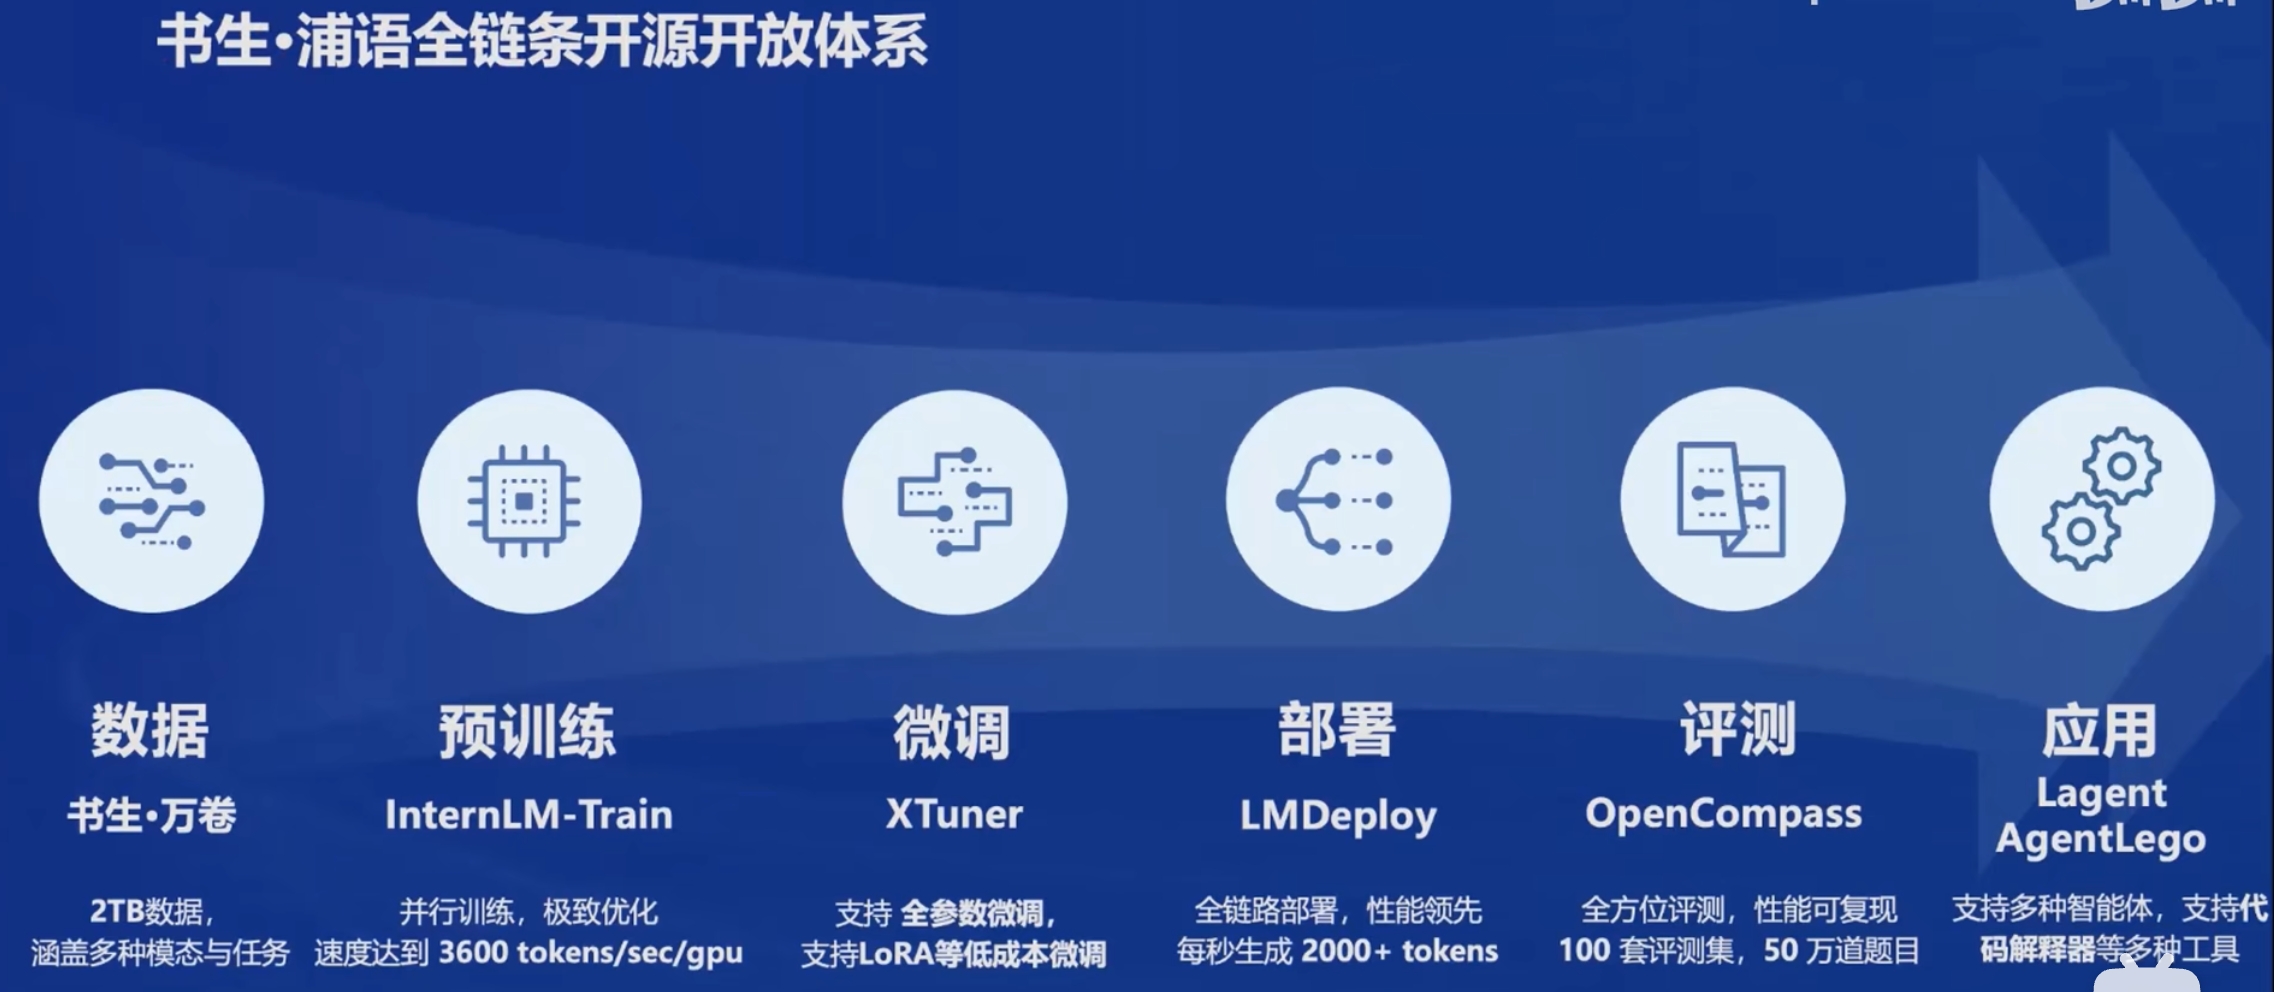 书生•浦语全链条开源开放体系
数据
书生•万卷
2TB数据，
涵盖多种模态与任务
预训练
InternLM-Train
并行训练，极致优化
速度达到 3600 tokens/sec/gpu
微调
XTuner
支持 全参数微调，
支持LoRA等低成本微调
部署
LMDeploy
全链路部署，性能领先
每秒生成 2000+ tokens
评测
OpenCompass
全方位评测，性能可复现
100 套评测集，50 万道题目
应用
Lagent
AgentLego
支持多种智能体，支持代
码解释器等多种工具